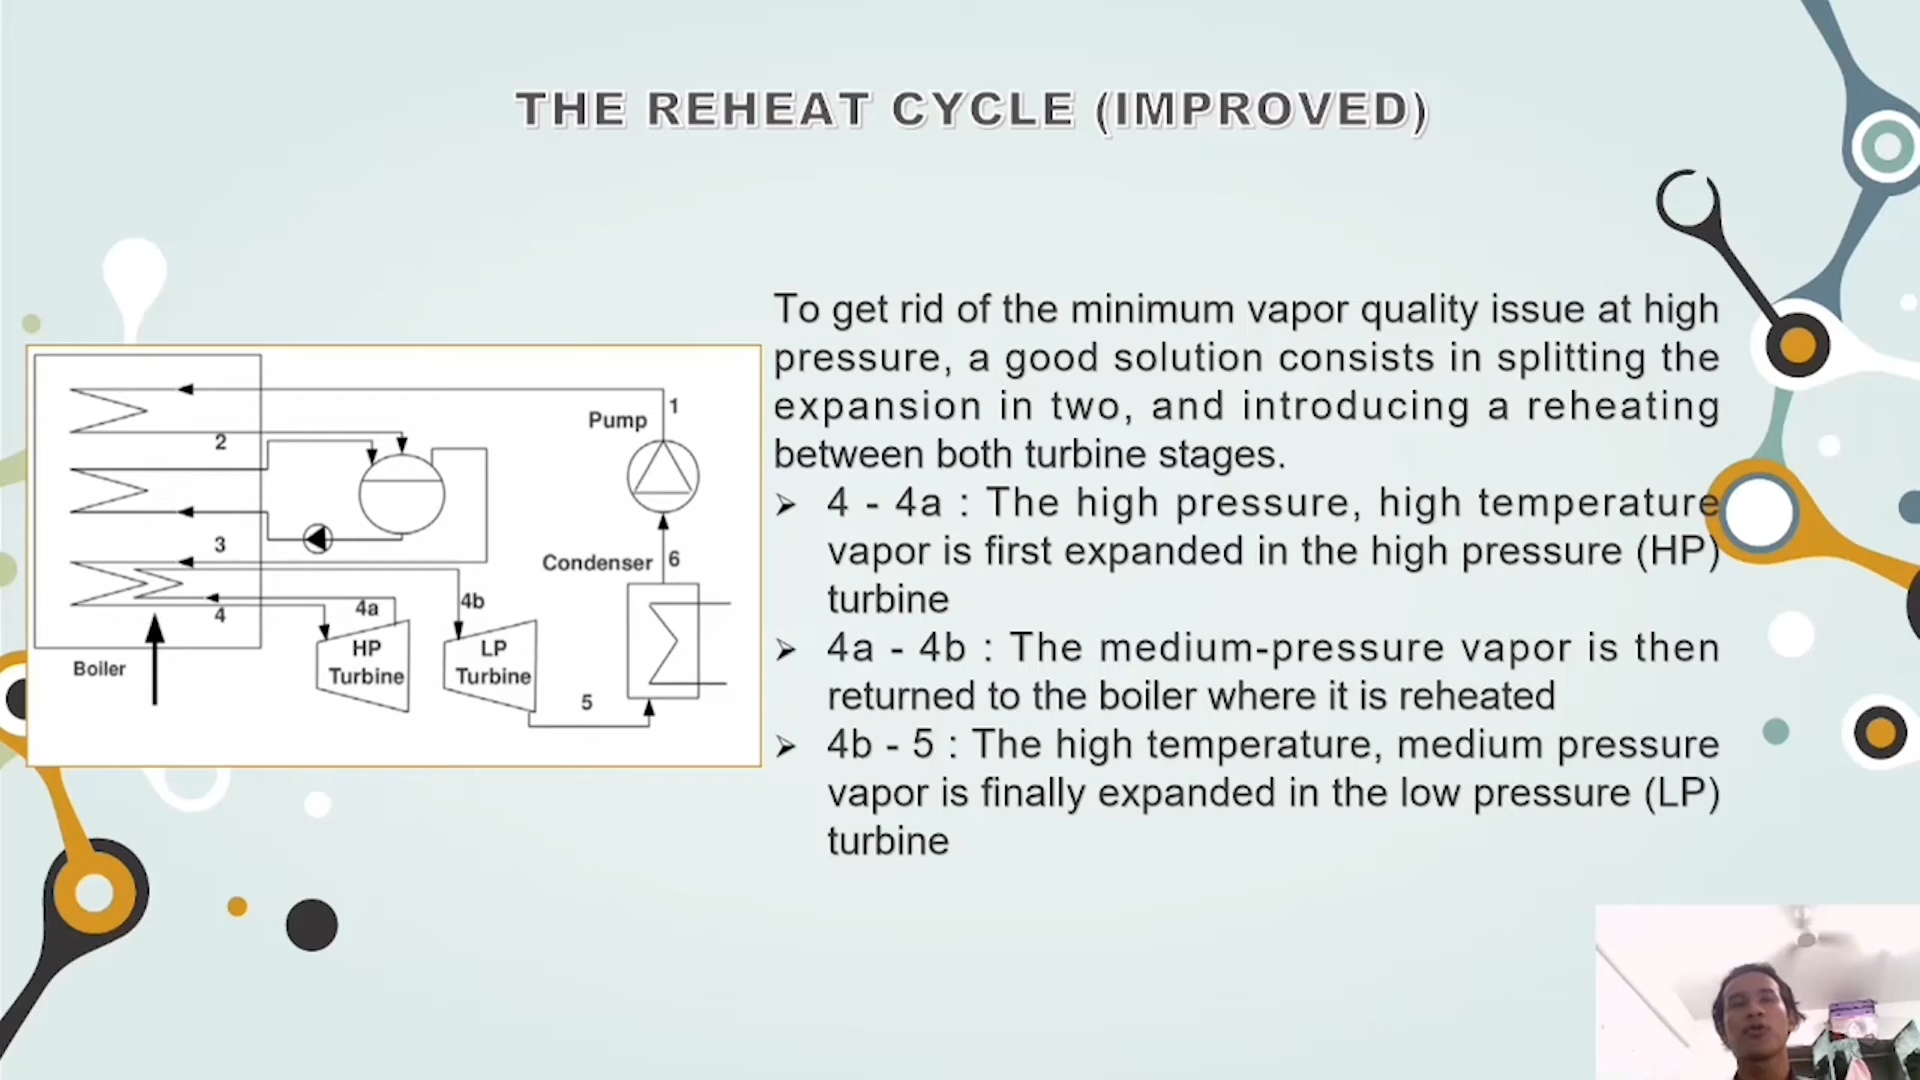 THE REHEAT CYCLE (IMPROVED)
To get rid of the minimum vapor quality issue at high
pressure, a good solution consists in splitting the
expansion in two, and introducing a reheating
between both turbine stages.
4 - 4a : The high pressure, high temperature
vapor is first expanded in the high pressure (HP)
turbine
4a - 4b : The medium-pressure vapor is then
returned to the boiler where it is reheated
4b - 5 : The high temperature, medium pressure
vapor is finally expanded in the low pressure (LP)
turbine
1
Pump
2
3
Condenser
6
4
4a
4b
HP
Turbine
LP
Turbine
Boiler
5